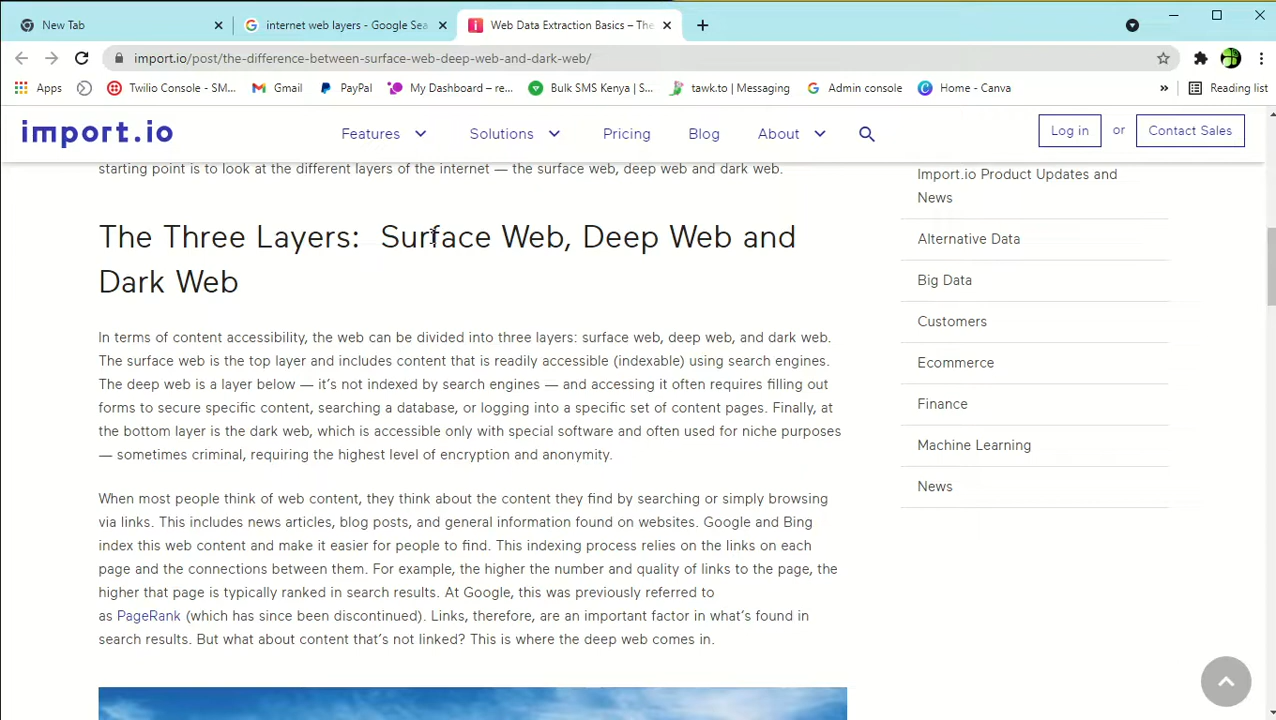 New Tab
internet web layers - Google Sea
Web Data Extraction Basics – The
import.io/post/the-difference-between-surface-web-deep-weband-dark-web/
Apps
Twilio Console - SM...
Gmail
PayPal
My Dashboard – re...
Bulk SMS Kenya | S...
tawk.to | Messaging
Admin console
Home - Canva
»
Reading list
import.io
Features
Solutions
Pricing
Blog
About
Log in
or
Contact Sales
starting point is to look at the different layers of the internet — the surface web, deep web and dark web.
The Three Layers:  Surface Web, Deep Web and
Dark Web
In terms of content accessibility, the web can be divided into three layers: surface web, deep web, and dark web.
The surface web is the top layer and includes content that is readily accessible (indexable) using search engines.
The deep web is a layer below — it's not indexed by search engines — and accessing it often requires filling out
forms to secure specific content, searching a database, or logging into a specific set of content pages. Finally, at
the bottom layer is the dark web, which is accessible only with special software and often used for niche purposes
— sometimes criminal, requiring the highest level of encryption and anonymity.
When most people think of web content, they think about the content they find by searching or simply browsing
via links. This includes news articles, blog posts, and general information found on websites. Google and Bing
index this web content and make it easier for people to find. This indexing process relies on the links on each
page and the connections between them. For example, the higher the number and quality of links to the page, the
higher that page is typically ranked in search results. At Google, this was previously referred to
as PageRank (which has since been discontinued). Links, therefore, are an important factor in what's found in
search results. But what about content that's not linked? This is where the deep web comes in.
Import.io Product Updates and
News
Alternative Data
Big Data
Customers
Ecommerce
Finance
Machine Learning
News